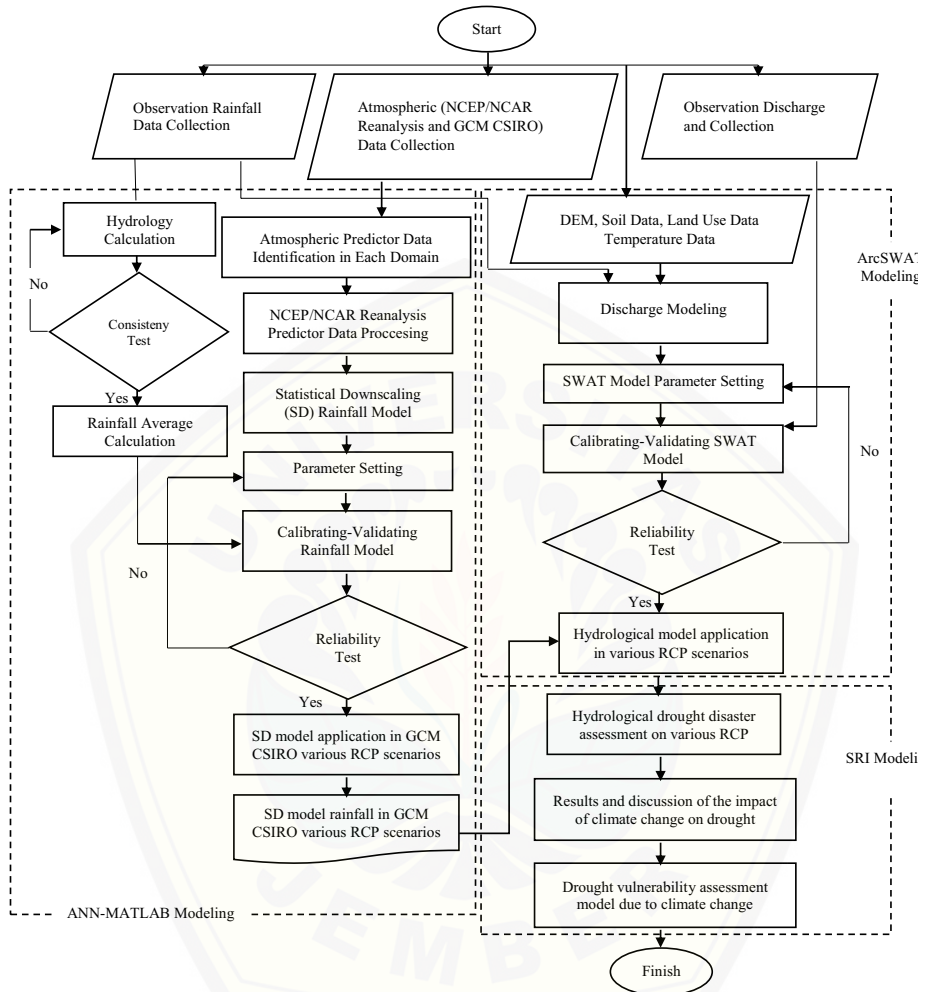 Start
Observation Rainfall
Data Collection
Atmospheric (NCEP/NCAR
Reanalysis and GCM CSIRO)
Data Collection
Observation Discharge
and Collection
Hydrology
Calculation
No
Consisteny
Test
Yes
Rainfall Average
Calculation
Atmospheric Predictor Data
Identification in Each Domain
NCEP/NCAR Reanalysis
Predictor Data Proccesing
Statistical Downscaling
(SD) Rainfall Model
Parameter Setting
Calibrating-Validating
Rainfall Model
No
Reliability
Test
Yes
SD model application in GCM
CSIRO various RCP scenarios
SD model rainfall in GCM
CSIRO various RCP scenarios
ANN-MATLAB Modeling
DEM, Soil Data, Land Use Data
Temperature Data
ArcSWAT
Modeling
Discharge Modeling
SWAT Model Parameter Setting
Calibrating-Validating SWAT
Model
No
Reliability
Test
Yes
Hydrological model application
in various RCP scenarios
Hydrological drought disaster
assessment on various RCP
SRI Modeli
Results and discussion of the impact
of climate change on drought
Drought vulnerability assessment
model due to climate change
Finish
UNIVERSITAS
JEMBER